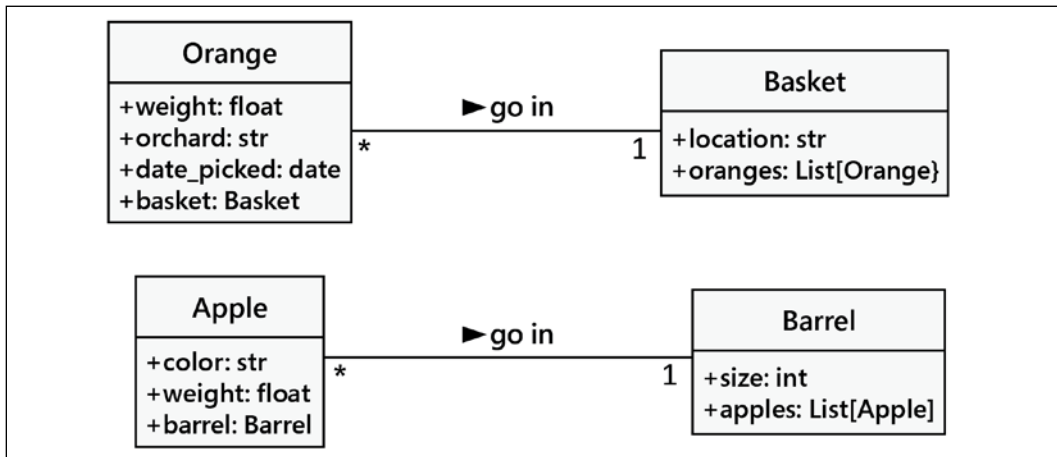 Orange
+weight: float
+orchard: str
+date_picked: date
+basket: Basket
►go in
*
1
Basket
+location: str
+oranges: List[Orange}
Apple
+color: str
+weight: float
+barrel: Barrel
►go in
*
1
Barrel
+size: int
+apples: List[Apple]